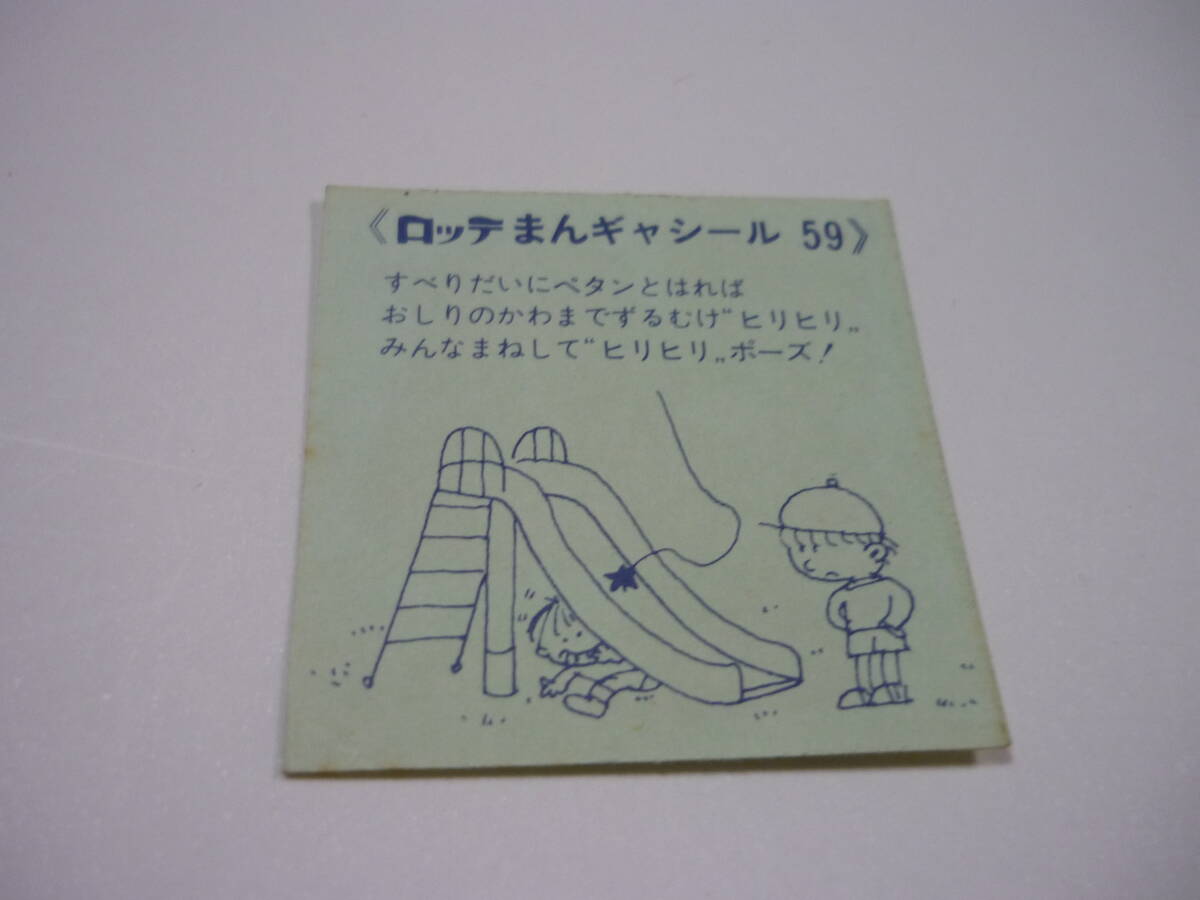 《ロッテまんギャシール 59》
すべりだいにペタンとはれば
おしりのかわまでずるむけ“ヒリヒリ„
みんなまねして“ヒリヒリ„ポーズ！